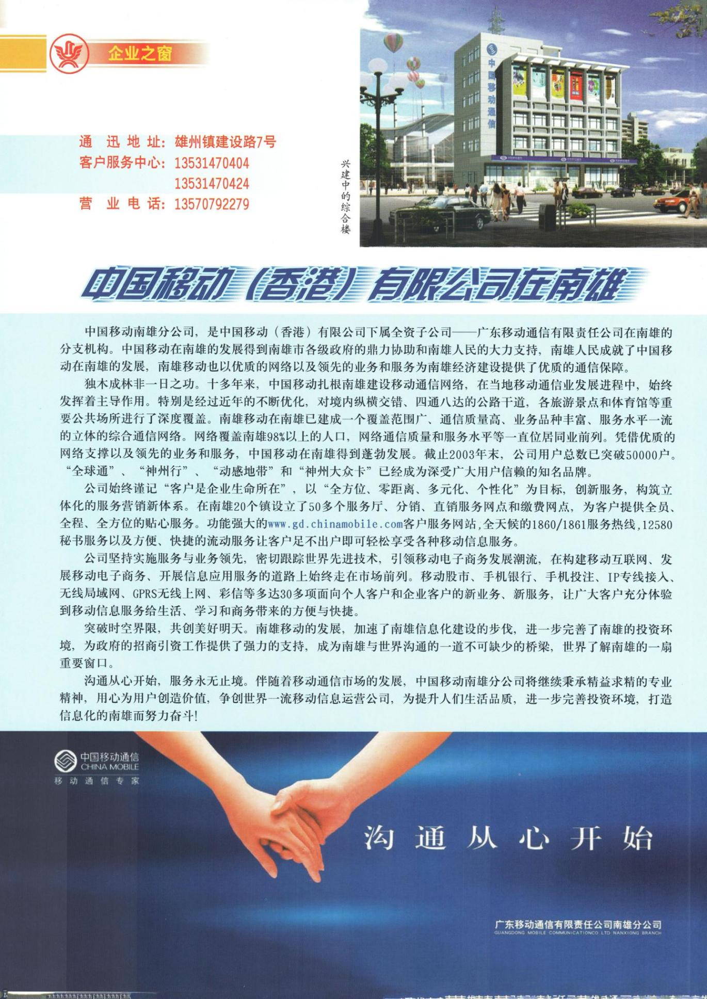 企业之窗
中国移动通信
通讯地址：雄州镇建设路7号
客户服务中心：13531470404
13531470424
营业电话：13570792279
兴建中的综合楼
中国移动（香港）有限公司在南雄
中国移动南雄分公司，是中国移动（香港）有限公司下属全资子公司——广东移动通信有限责任公司在南雄的
分支机构。中国移动在南雄的发展得到南雄市各级政府的鼎力协助和南雄人民的大力支持，南雄人民成就了中国移
动在南雄的发展，南雄移动也以优质的网络以及领先的业务和服务为南雄经济建设提供了优质的通信保障。
独木成林非一日之功。十多年来，中国移动扎根南雄建设移动通信网络，在当地移动通信业发展进程中，始终
发挥着主导作用。特别是经过近年的不断优化，对境内纵横交错、四通八达的公路干道，各旅游景点和体育馆等重
要公共场所进行了深度覆盖。南雄移动在南雄已建成一个覆盖范围广、通信质量高、业务品种丰富、服务水平一流
的立体的综合通信网络。网络覆盖南雄98%以上的人口，网络通信质量和服务水平等一直位居同业前列。凭借优质的
网络支撑以及领先的业务和服务，中国移动在南雄得到蓬勃发展。截止2003年末，公司用户总数已突破50000户。
“全球通”、“神州行”、“动感地带”和“神州大众卡”已经成为深受广大用户信赖的知名品牌。
公司始终谨记“客户是企业生命所在”，以“全方位、零距离、多元化、个性化”为目标，创新服务，构筑立
体化的服务营销新体系。在南雄20个镇设立了50多个服务厅、分销、直销服务网点和缴费网点，为客户提供全员、
全程、全方位的贴心服务。功能强大的www.gd.chinamobile.com客户服务网站,全天候的1860/1861服务热线,12580
秘书服务以及方便、快捷的流动服务让客户足不出户即可轻松享受各种移动信息服务。
公司坚持实施服务与业务领先，密切跟踪世界先进技术，引领移动电子商务发展潮流，在构建移动互联网、发
展移动电子商务、开展信息应用服务的道路上始终走在市场前列。移动股市、手机银行、手机投注、IP专线接入、
无线局域网、GPRS无线上网、彩信等多达30多项面向个人客户和企业客户的新业务、新服务，让广大客户充分体验
到移动信息服务给生活、学习和商务带来的方便与快捷。
突破时空界限，共创美好明天。南雄移动的发展，加速了南雄信息化建设的步伐，进一步完善了南雄的投资环
境，为政府的招商引资工作提供了强力的支持，成为南雄与世界沟通的一道不可缺少的桥梁，世界了解南雄的一扇
重要窗口。
沟通从心开始，服务永无止境。伴随着移动通信市场的发展，中国移动南雄分公司将继续秉承精益求精的专业
精神，用心为用户创造价值，争创世界一流移动信息运营公司，为提升人们生活品质，进一步完善投资环境，打造
信息化的南雄而努力奋斗！
中国移动通信
CHINA MOBILE
移动通信专家
沟通从心开始
广东移动通信有限责任公司南雄分公司
GUANGDONG MOBILE COMMUNICATIONCO LTD NANXIONG BRANCH